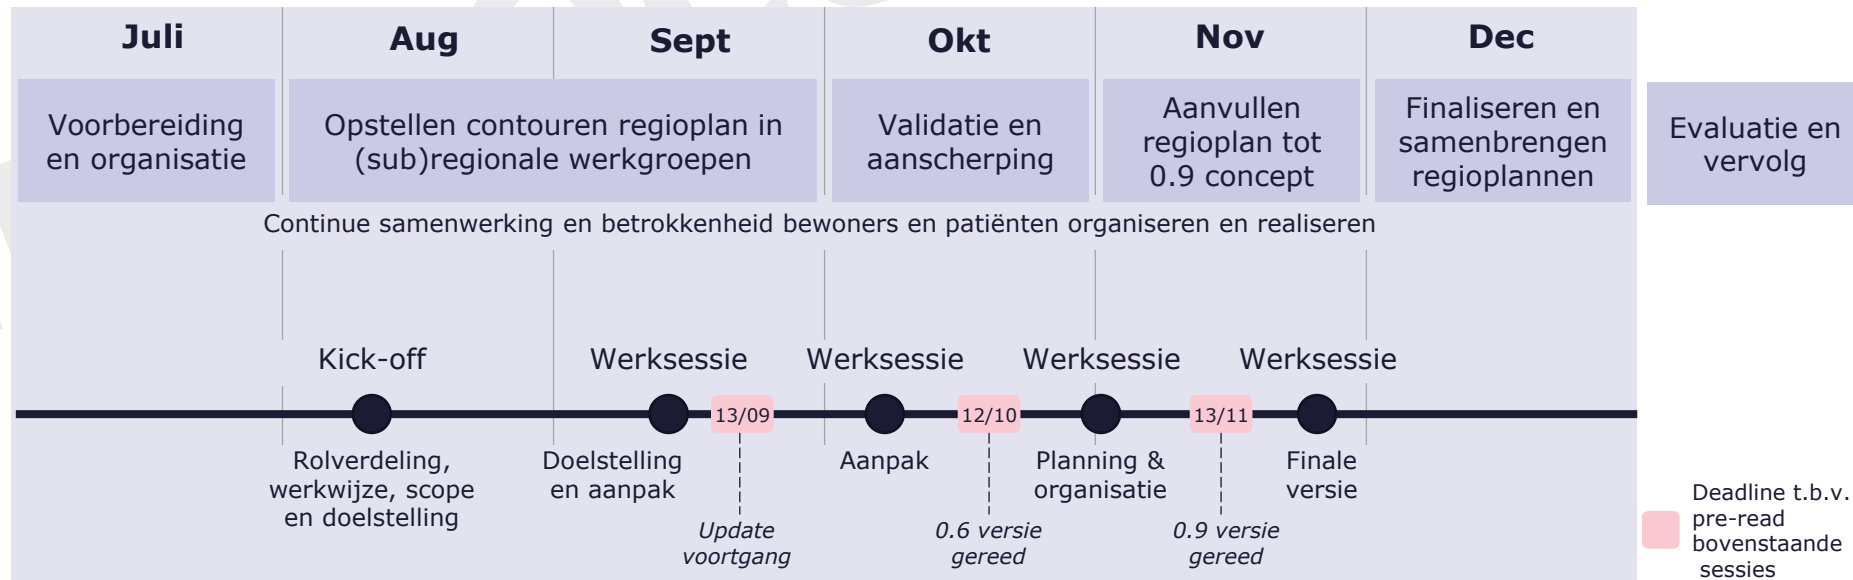 Juli
Aug
Sept
Okt
Nov
Dec
Voorbereiding
en organisatie
Opstellen contouren regioplan in
(sub)regionale werkgroepen
Validatie en
aanscherping
Aanvullen
regioplan tot
0.9 concept
Finaliseren en
samenbrengen
regioplannen
Evaluatie en
vervolg
Continue samenwerking en betrokkenheid bewoners en patiënten organiseren en realiseren
Kick-off
Werksessie
Werksessie
Werksessie
Werksessie
13/09
12/10
13/11
Rolverdeling,
werkwijze, scope
en doelstelling
Doelstelling
en aanpak
Aanpak
Planning &
organisatie
Finale
versie
Update
voortgang
0.6 versie
gereed
0.9 versie
gereed
Deadline t.b.v.
pre-read
bovenstaande
sessies